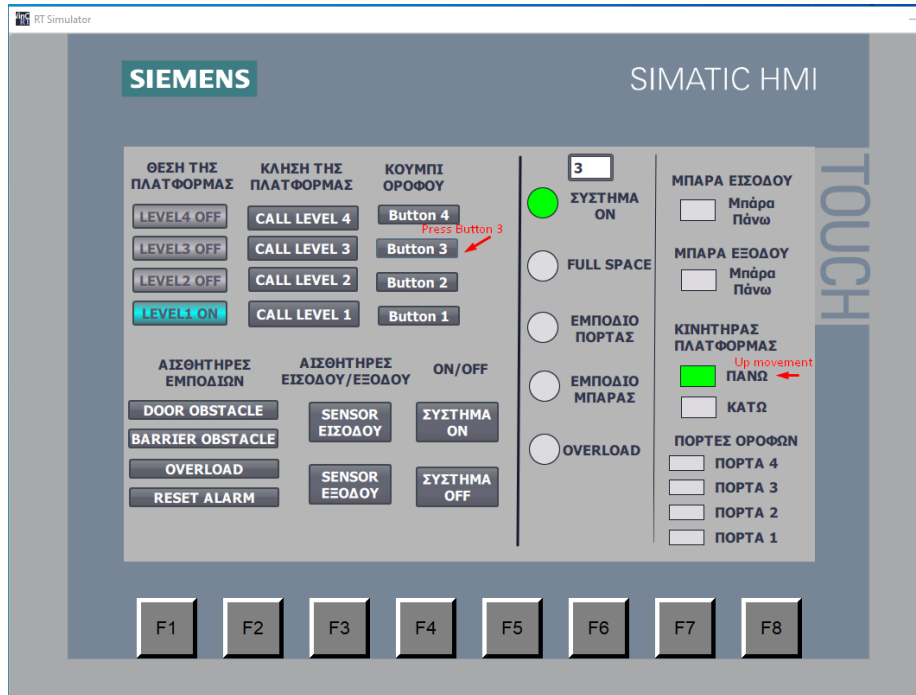 RT Simulator
SIEMENS
SIMATIC HMI
TOUCH
ΘΕΣΗ ΤΗΣ
ΠΛΑΤΦΟΡΜΑΣ
LEVEL4 OFF
LEVEL3 OFF
LEVEL2 OFF
LEVEL1 ON
ΚΛΗΣΗ ΤΗΣ
ΠΛΑΤΦΟΡΜΑΣ
CALL LEVEL 4
CALL LEVEL 3
CALL LEVEL 2
CALL LEVEL 1
ΚΟΥΜΠΙ
ΟΡΟΦΟΥ
Button 4
Press Button 3
Button 3
Button 2
Button 1
ΑΙΣΘΗΤΗΡΕΣ
ΕΜΠΟΔΙΩΝ
DOOR OBSTACLE
BARRIER OBSTACLE
OVERLOAD
RESET ALARM
ΑΙΣΘΗΤΗΡΕΣ
ΕΙΣΟΔΟΥ/ΕΞΟΔΟΥ
SENSOR
ΕΙΣΟΔΟΥ
SENSOR
ΕΞΟΔΟΥ
ON/OFF
ΣΥΣΤΗΜΑ
ON
ΣΥΣΤΗΜΑ
OFF
3
ΣΥΣΤΗΜΑ
ON
FULL SPACE
ΕΜΠΟΔΙΟ
ΠΟΡΤΑΣ
ΕΜΠΟΔΙΟ
ΜΠΑΡΑΣ
OVERLOAD
ΜΠΑΡΑ ΕΙΣΟΔΟΥ
Μπάρα
Πάνω
ΜΠΑΡΑ ΕΞΟΔΟΥ
Μπάρα
Πάνω
ΚΙΝΗΤΗΡΑΣ
ΠΛΑΤΦΟΡΜΑΣ
Up movement
ΠΑΝΩ
ΚΑΤΩ
ΠΟΡΤΕΣ ΟΡΟΦΩΝ
ΠΟΡΤΑ 4
ΠΟΡΤΑ 3
ΠΟΡΤΑ 2
ΠΟΡΤΑ 1
F1
F2
F3
F4
F5
F6
F7
F8